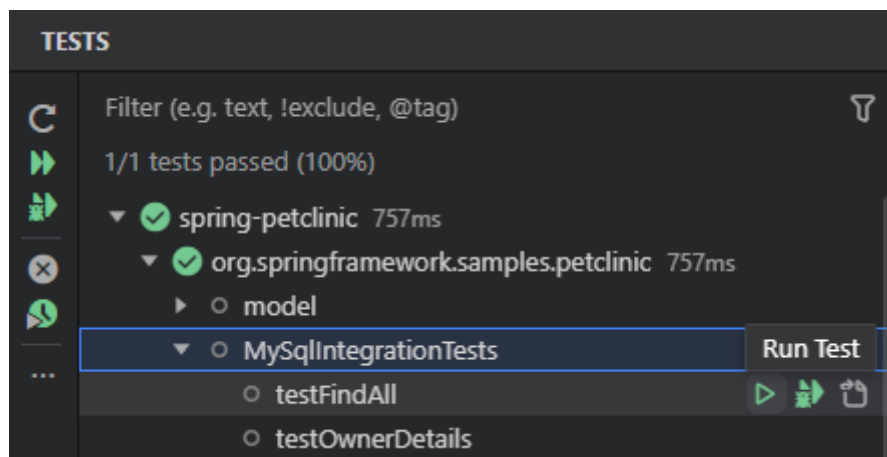 TESTS
Filter (e.g. text, !exclude, @tag)
1/1 tests passed (100%)
spring-petclinic 757ms
org.springframework.samples.petclinic 757ms
model
MySqlIntegrationTests
Run Test
testFindAll
testOwnerDetails